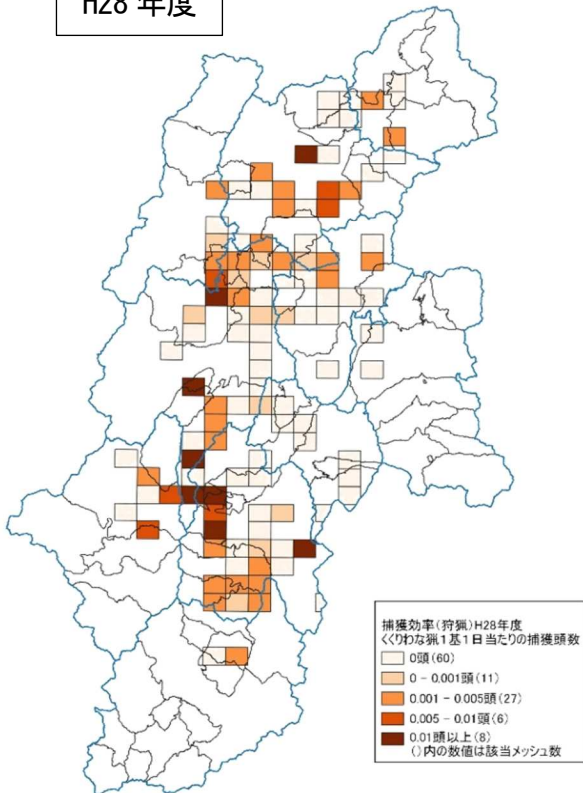 H28 年度
捕獲効率(狩猟)H28年度
くくりわな猟1基1日当たりの捕獲頭数
0頭(60)
0 - 0.001頭(11)
0.001 - 0.005頭(27)
0.005 - 0.01頭(6)
0.01頭以上(8)
()内の数値は該当メッシュ数